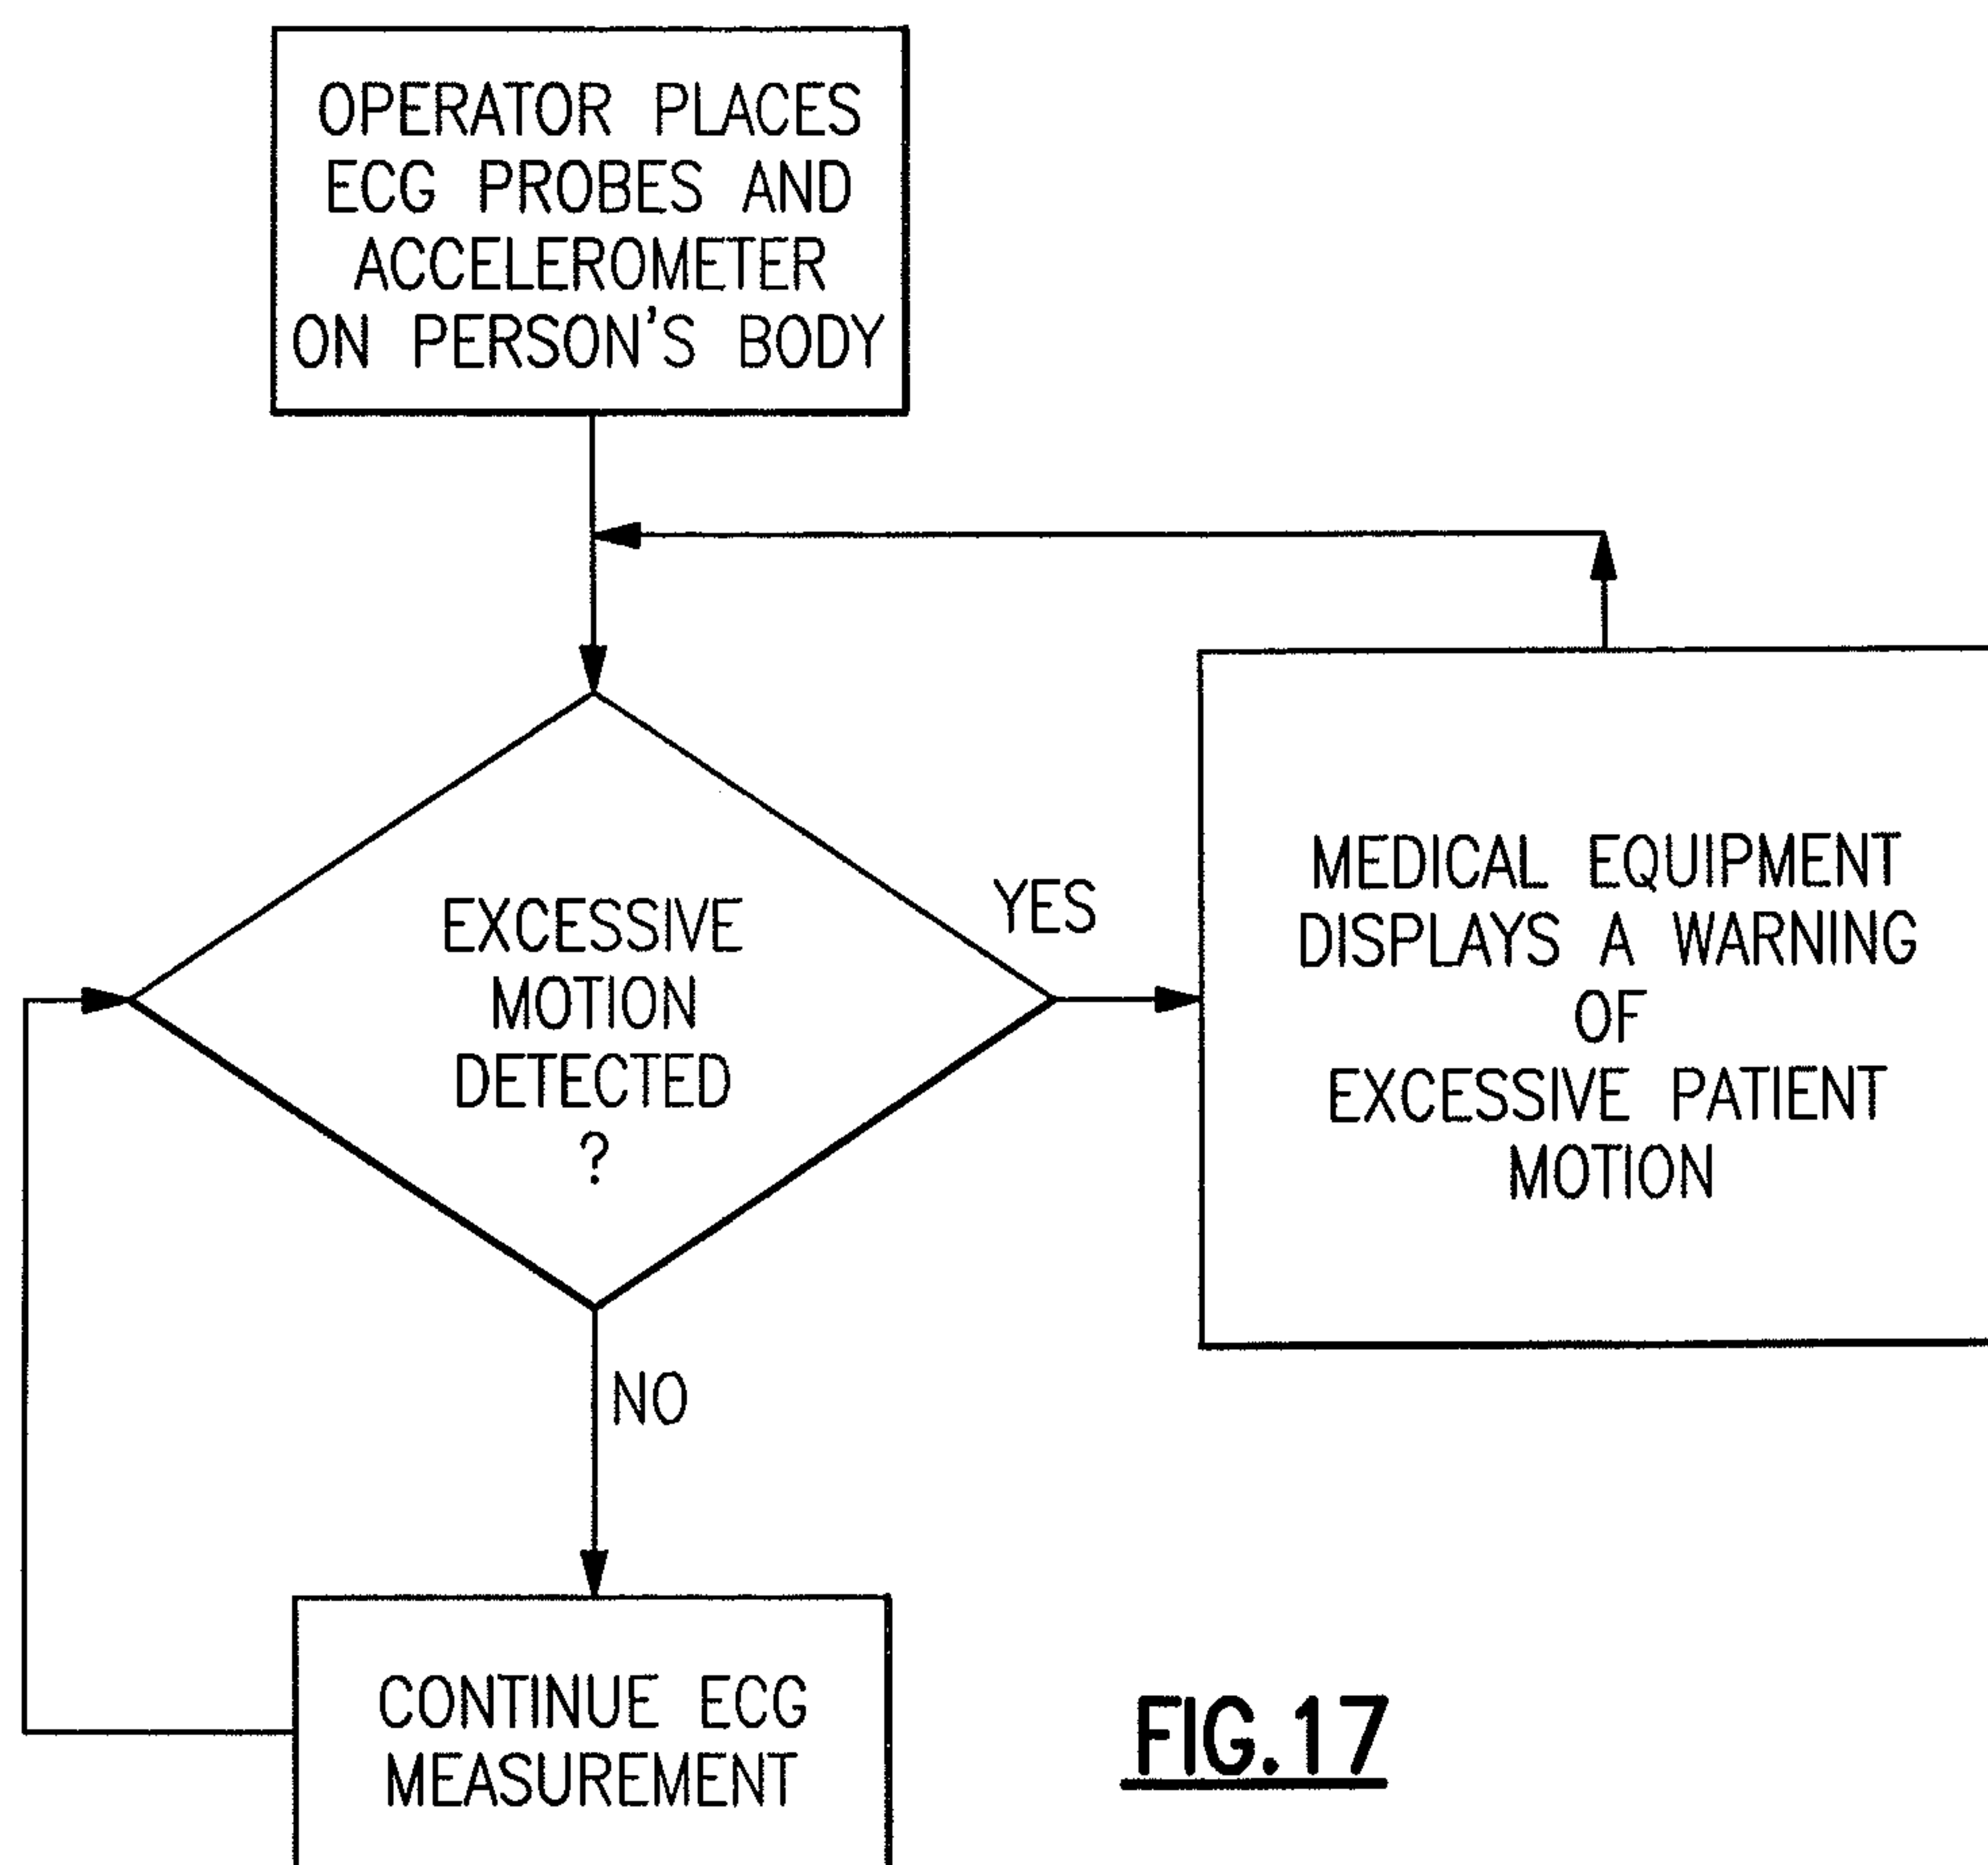 OPERATOR PLACES
ECG PROBES AND
ACCELEROMETER
ON PERSON'S BODY
EXCESSIVE
MOTION
DETECTED
?
YES
MEDICAL EQUIPMENT
DISPLAYS A WARNING
OF
EXCESSIVE PATIENT
MOTION
NO
CONTINUE ECG
MEASUREMENT
FIG.17